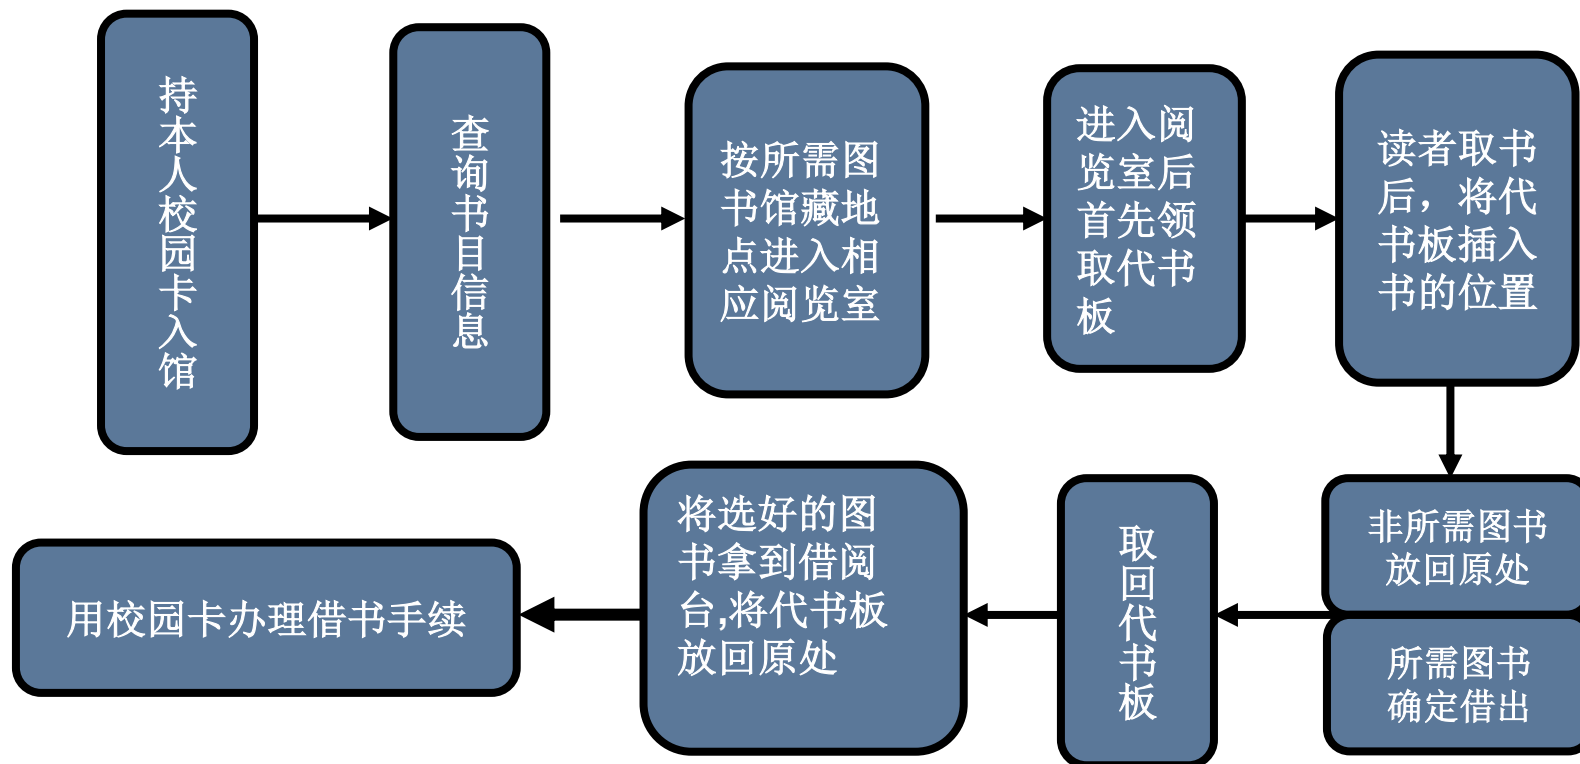 持本人校园卡入馆
查询书目信息
按所需图
书馆藏地
点进入相
应阅览室
进入阅
览室后
首先领
取代书
板
读者取书
后，将代
书板插入
书的位置
非所需图书
放回原处
所需图书
确定借出
取回代书板
将选好的图
书拿到借阅
台,将代书板
放回原处
用校园卡办理借书手续